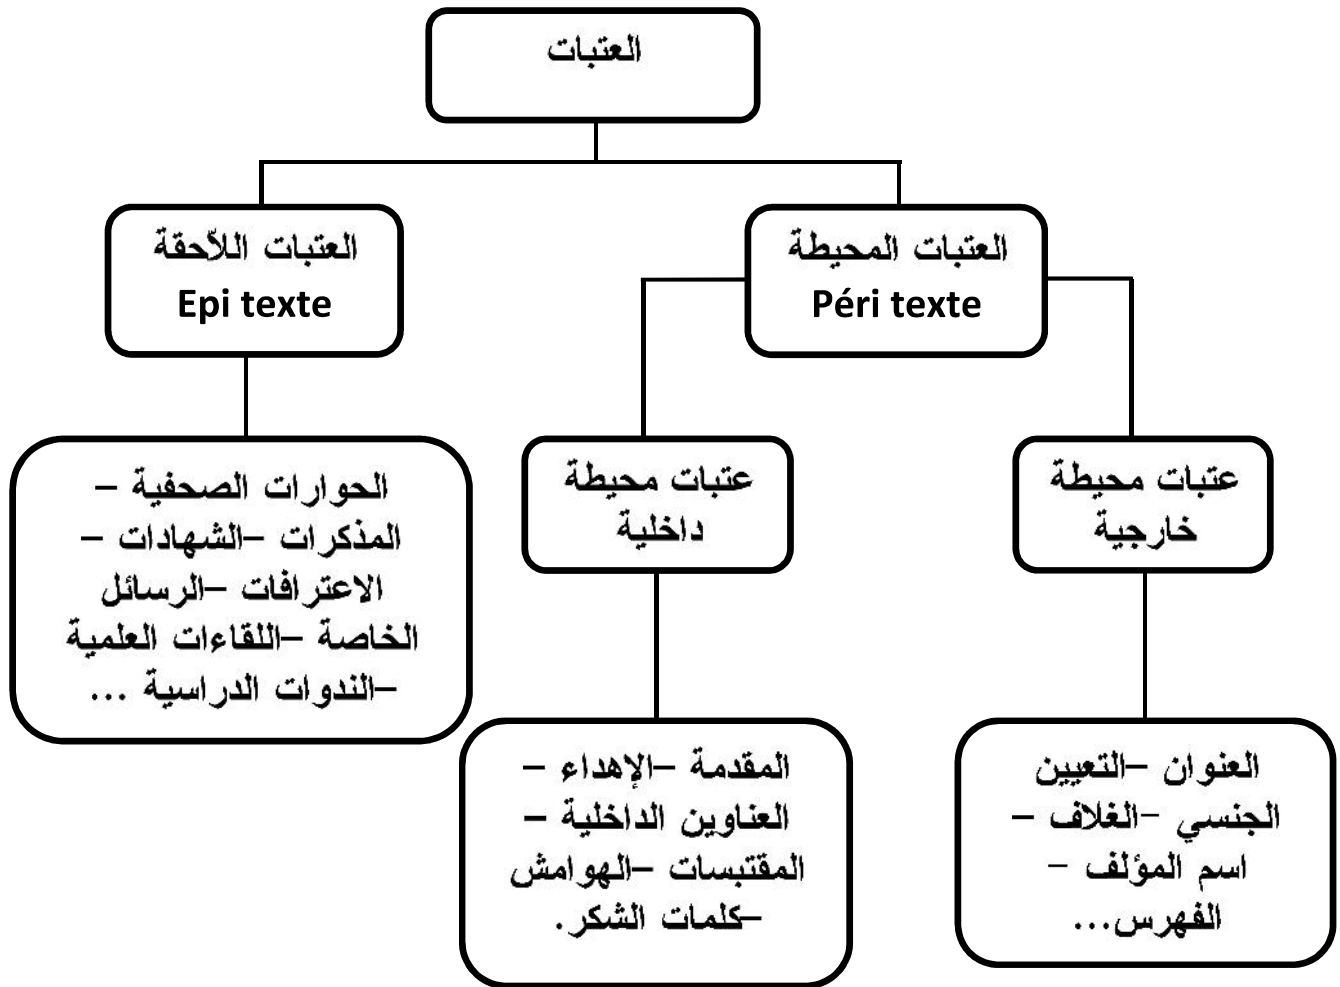 العتبات
العتبات المحيطة
Péri texte
العتبات اللآحقة
Epi texte
عتبات محيطة
خارجية
عتبات محيطة
داخلية
الحوارات الصحفية –
المذكرات –الشهادات –
الاعترافات –الرسائل
الخاصة –اللقاءات العلمية
–الندوات الدراسية ...
العنوان –التعيين
الجنسي –الغلاف –
اسم المؤلف –
الفهرس...
المقدمة –الإهداء –
العناوين الداخلية –
المقتبسات –الهوامش
–كلمات الشكر.